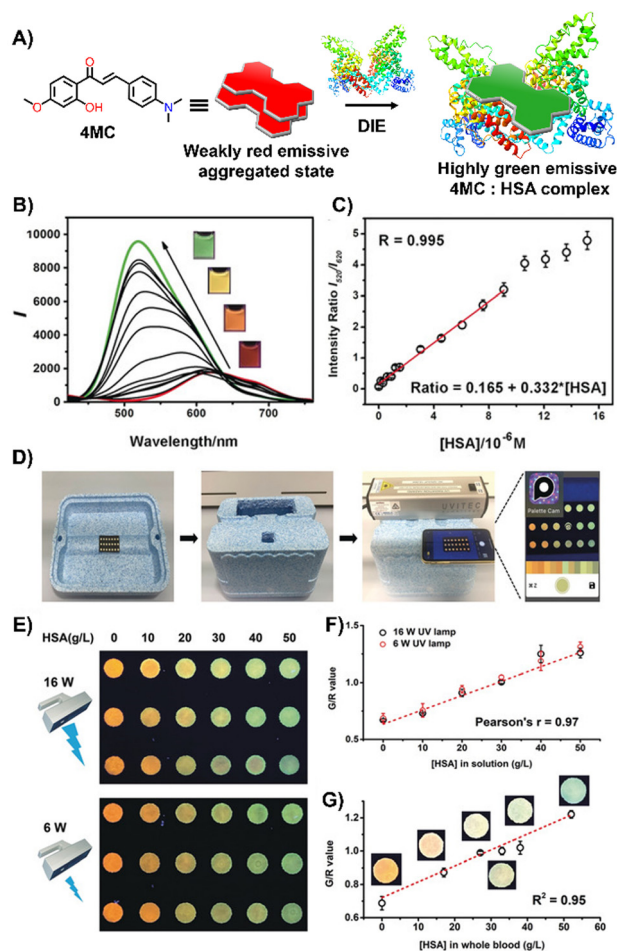 A)
O
O
OH
N
4MC
≡
Weakly red emissive
aggregated state
DIE
Highly green emissive
4MC : HSA complex
B)
10000
8000
6000
4000
2000
0
I
500
600
700
Wavelength/nm
C)
R = 0.995
Ratio = 0.165 + 0.332*[HSA]
Intensity Ratio I520/I620
6
5
4
3
2
1
0
0
4
8
12
16
[HSA]/10-6M
D)
UVITEC
Palette Cam
E)
HSA(g/L)
0 10 20 30 40 50
16 W
6 W
F)
16 W UV lamp
6 W UV lamp
Pearson's r = 0.97
G/R value
1.5
1.0
0.5
0 10 20 30 40 50
[HSA] in solution (g/L)
G)
R2 = 0.95
G/R value
1.4
1.2
1.0
0.8
0.6
0 10 20 30 40 50 60
[HSA] in whole blood (g/L)